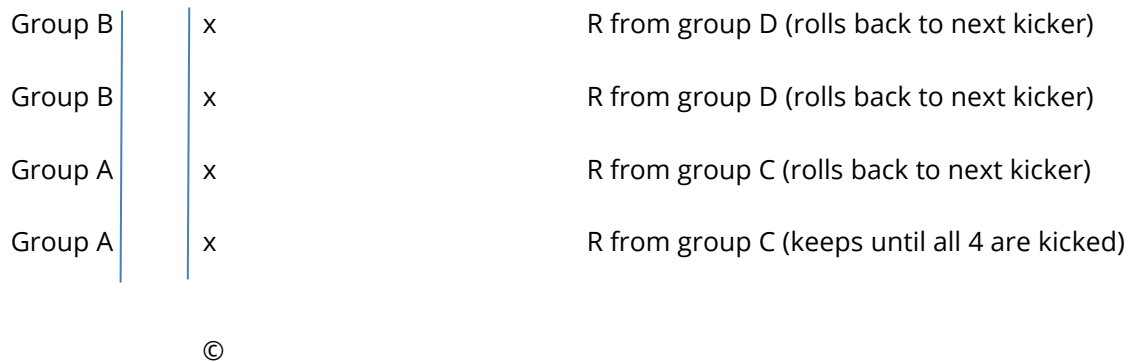 Group B x R from group D (rolls back to next kicker)
Group B x R from group D (rolls back to next kicker)
Group A x R from group C (rolls back to next kicker)
Group A x R from group C (keeps until all 4 are kicked)
©